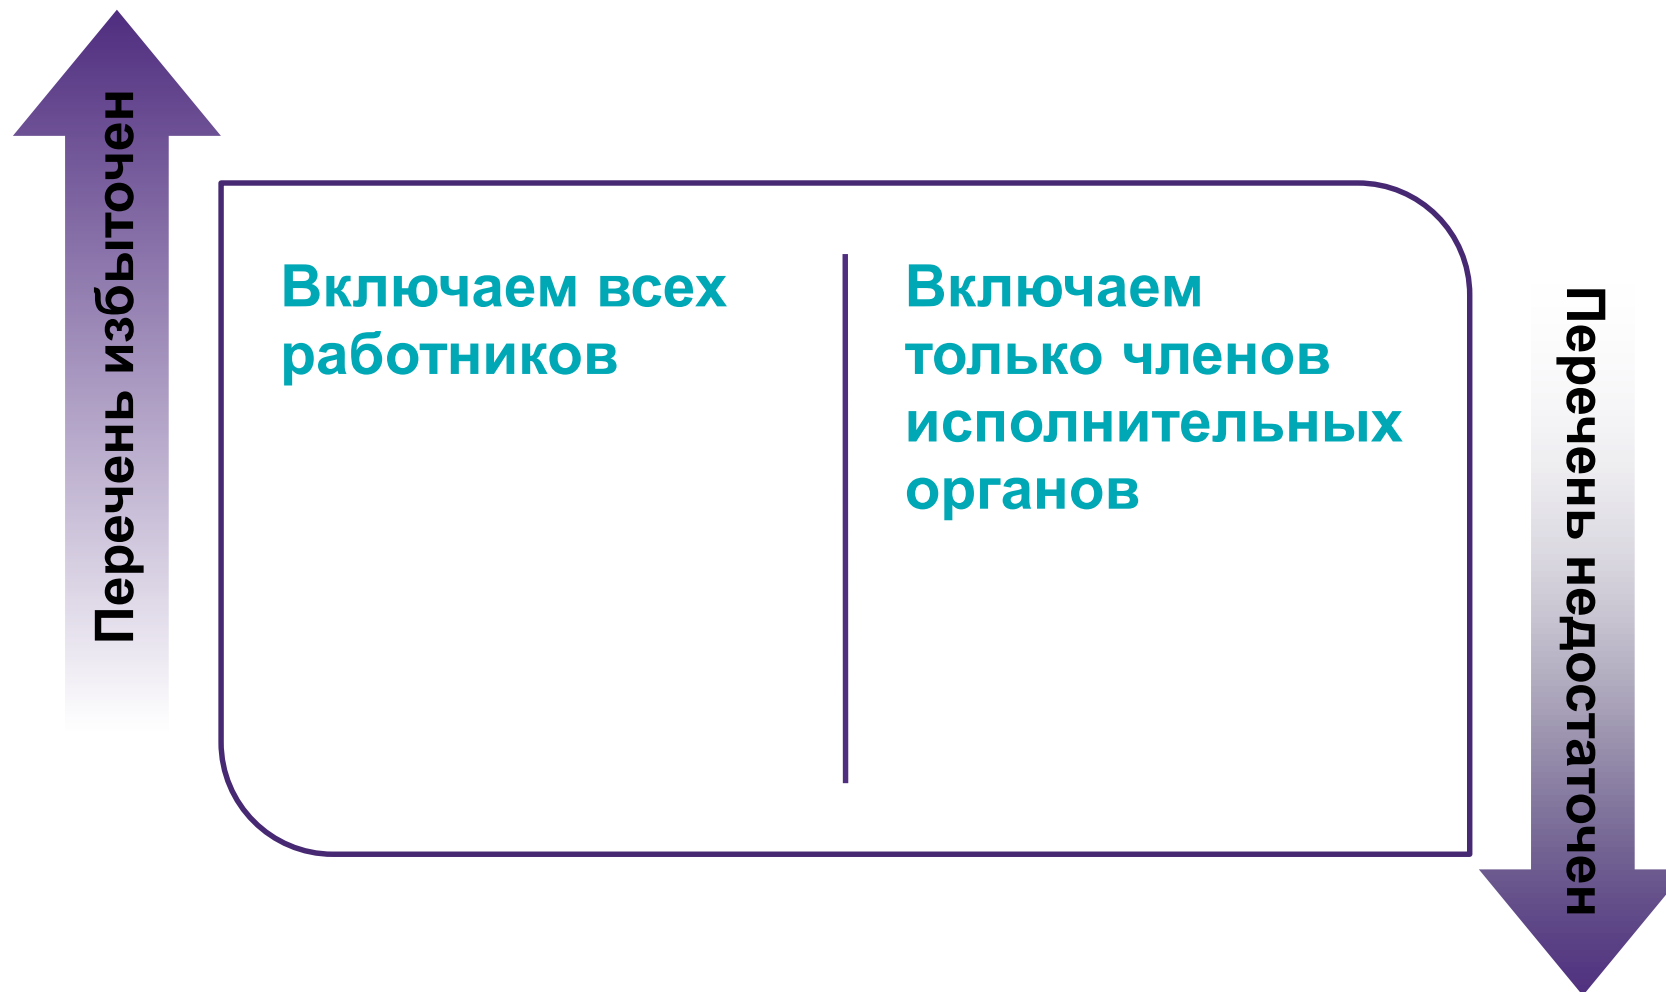 Перечень избыточен
Включаем всех
работников
Включаем
только членов
исполнительных
органов
Перечень недостаточен